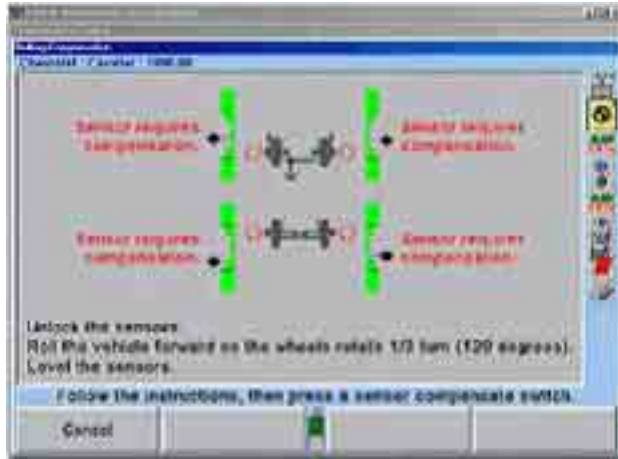 Rolling Compensation
Chevrolet : Cavalier :
Sensor requires
compensation.
Sensor requires
compensation.
Sensor requires
compensation.
Sensor requires
compensation.
Unlock the sensors.
Roll the vehicle forward so the wheels rotate 1/3 turn (120 degrees).
Level the sensors.
Follow the instructions, then press a sensor compensate switch.
Cancel